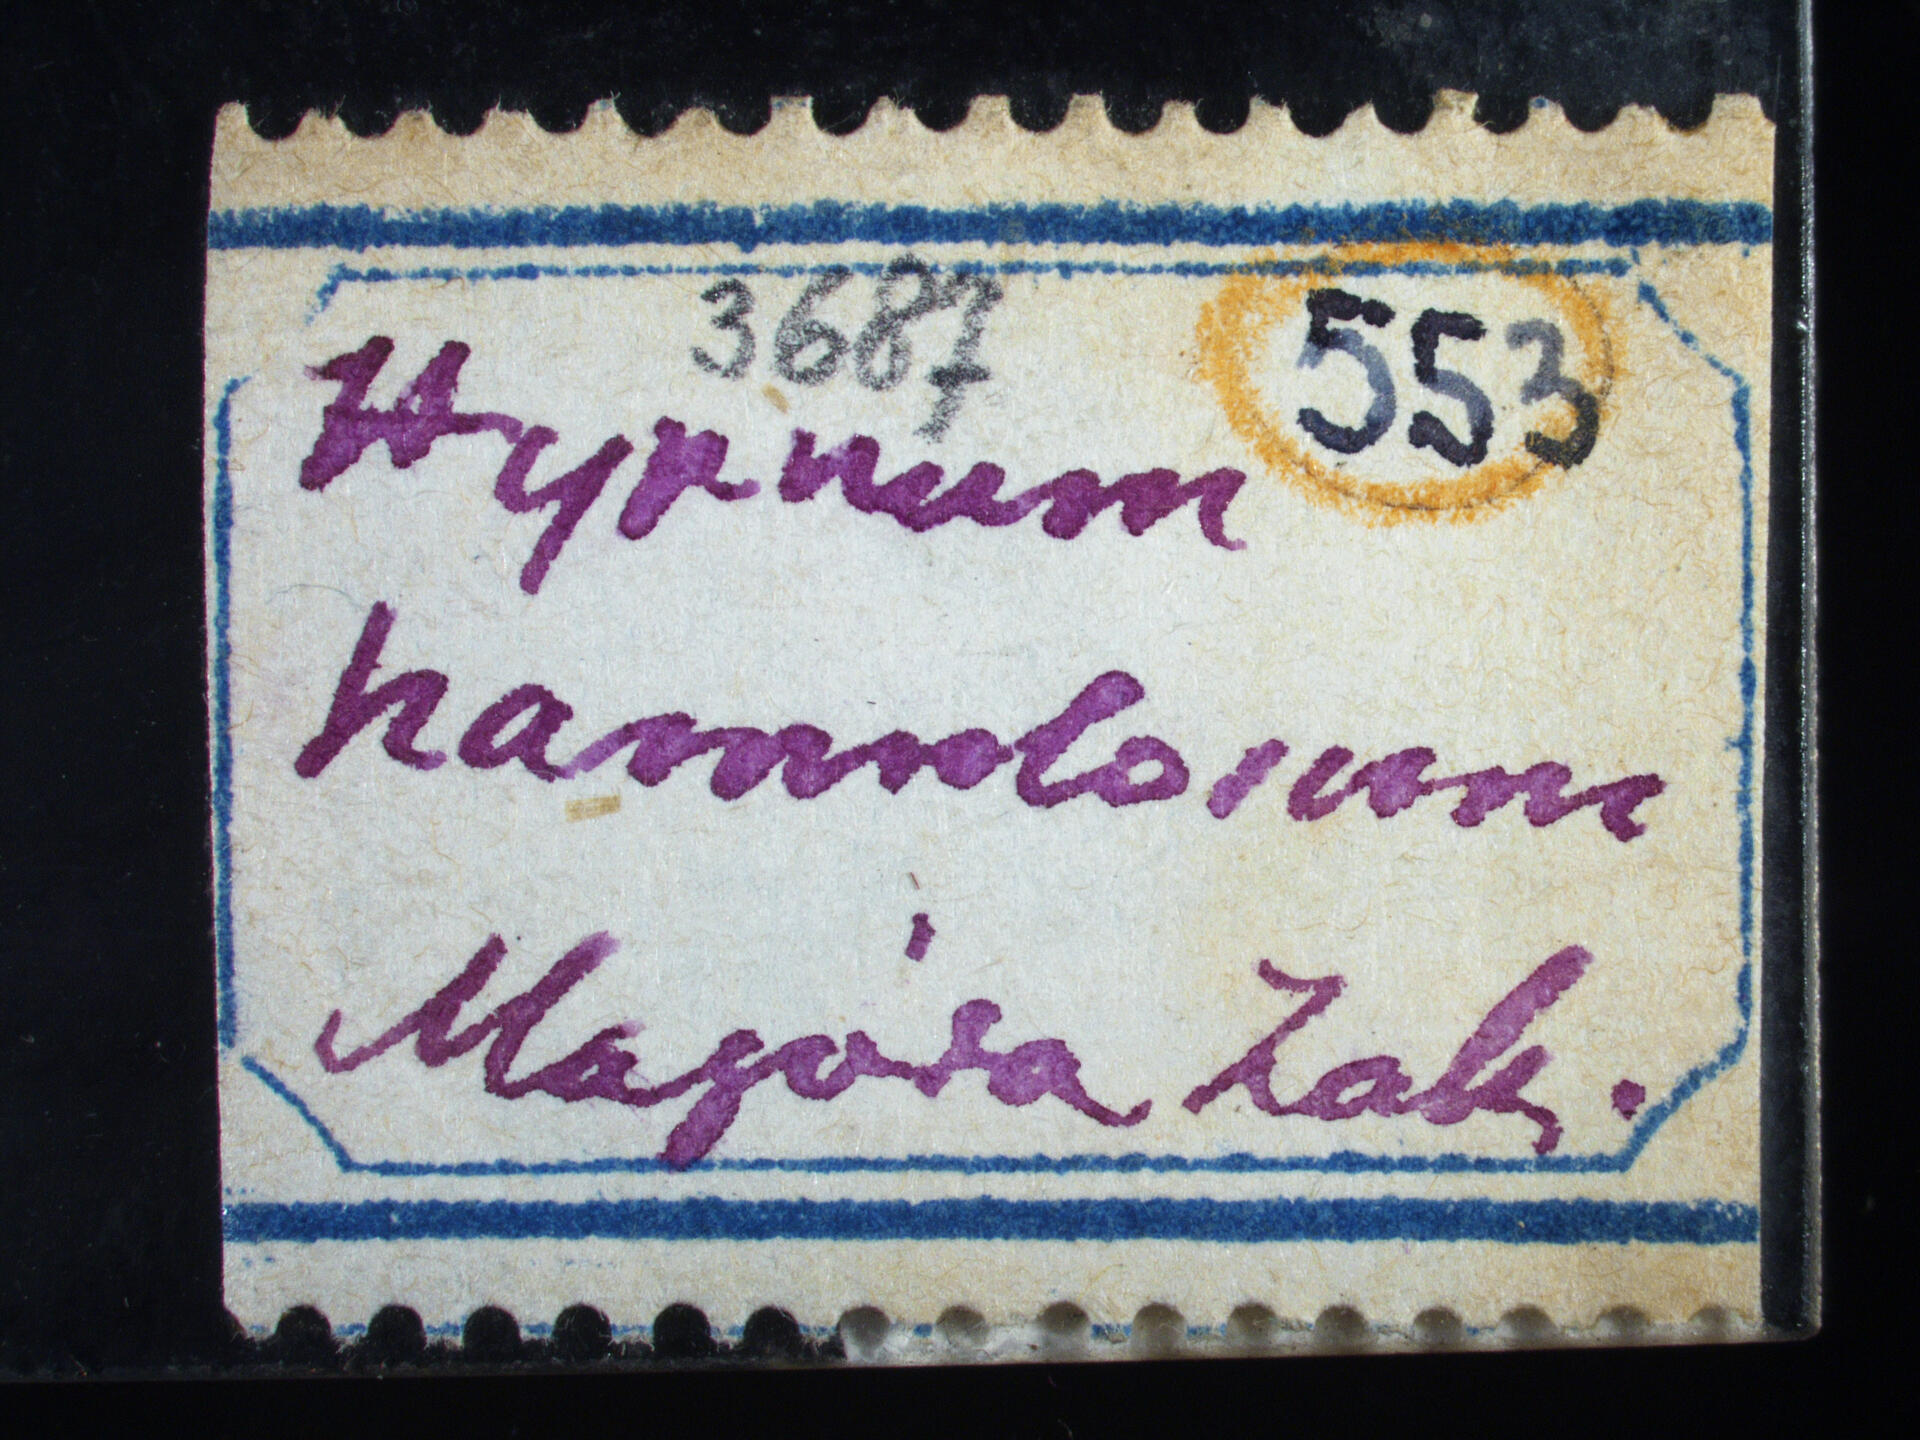 3687 553
Hypnum
hamulosum
Magóra Zak.